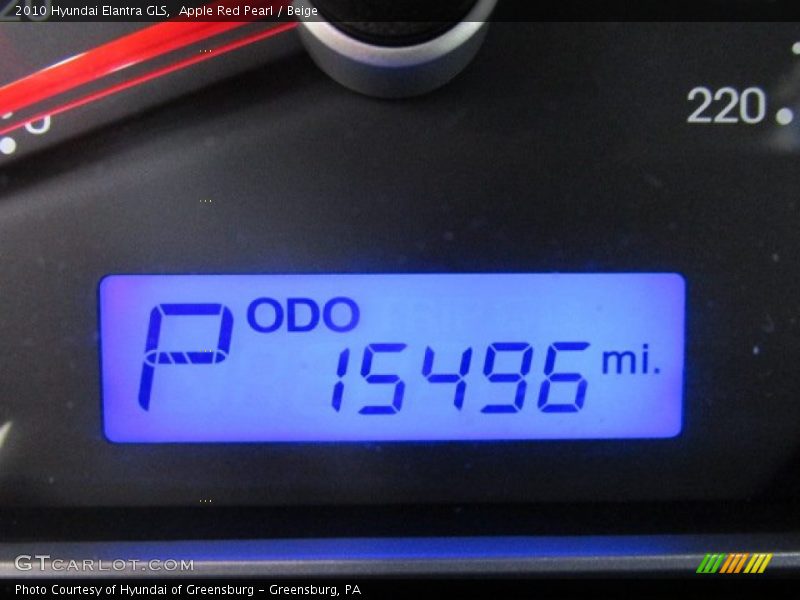 2010 Hyundai Elantra GLS,  Apple Red Pearl / Beige
0
220
P ODO
15496 mi.
GTCARLOT.COM
Photo Courtesy of Hyundai of Greensburg – Greensburg, PA